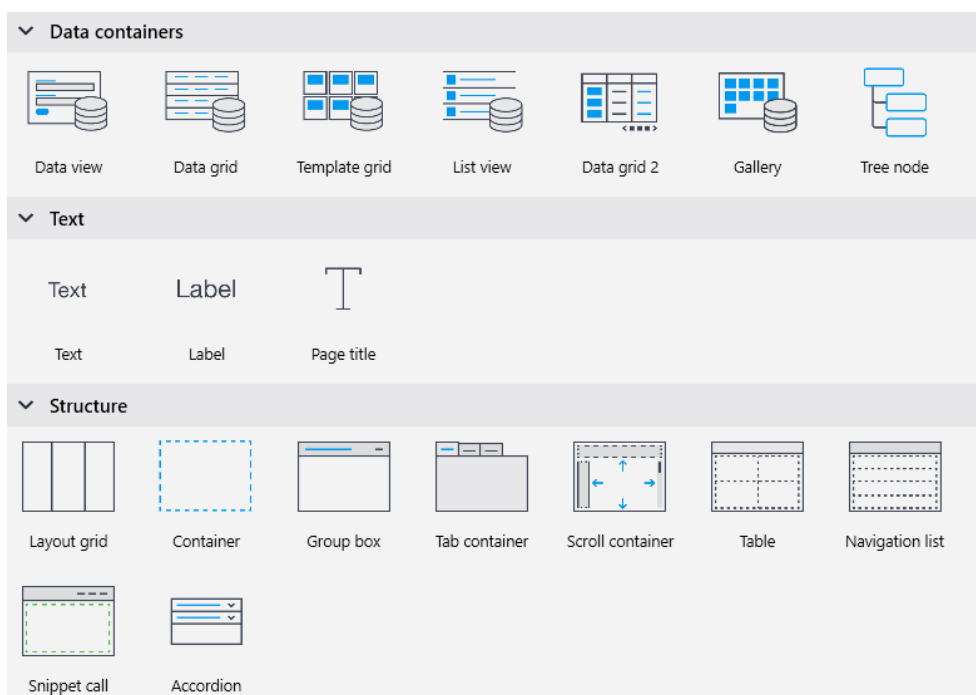 Data containers
Data view Data grid Template grid List view Data grid 2 Gallery Tree node
Text
Text Label
Text Label Page title
Structure
Layout grid Container Group box Tab container Scroll container Table Navigation list
Snippet call Accordion